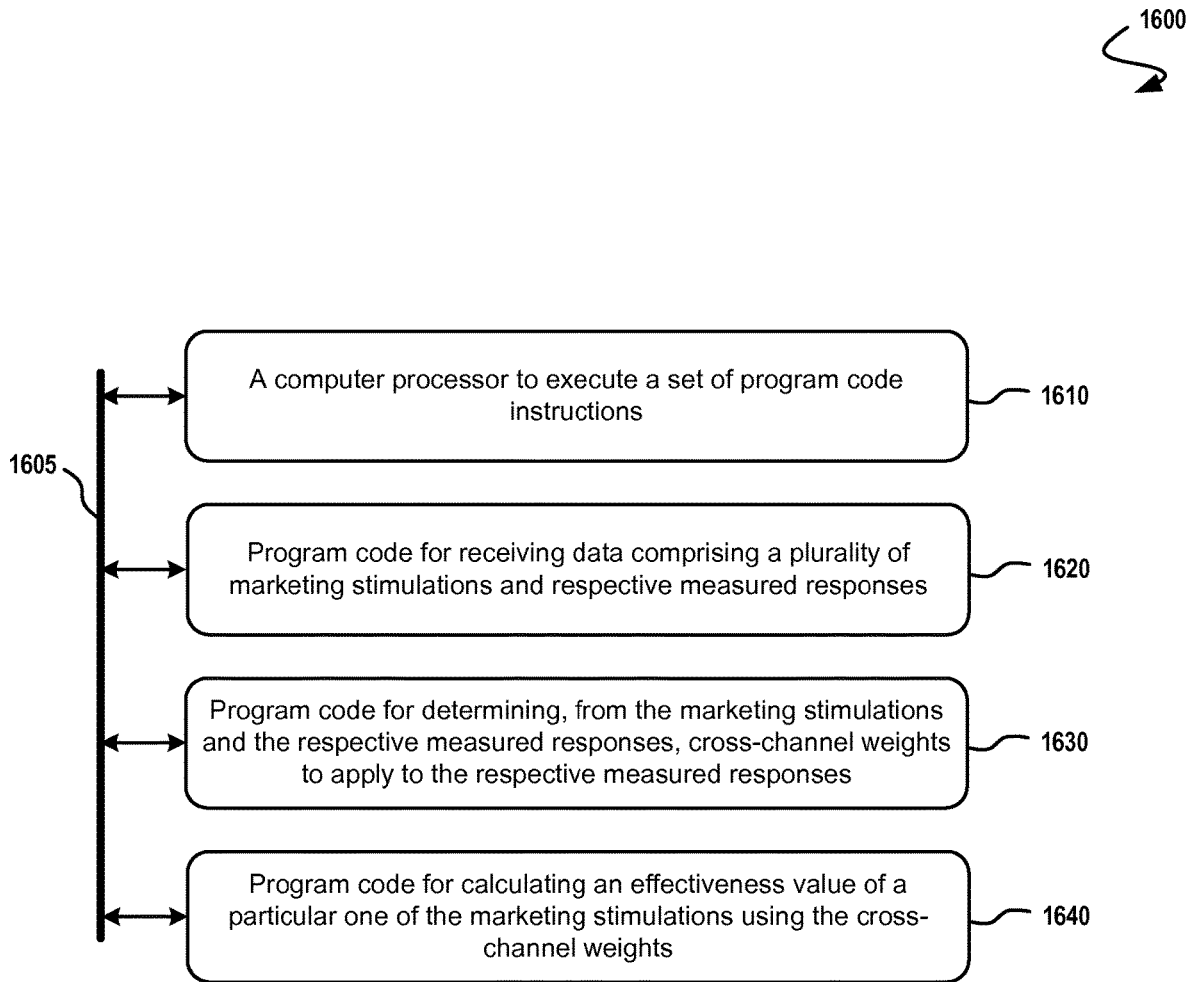 1600
A computer processor to execute a set of program code
instructions
1610
1605
Program code for receiving data comprising a plurality of
marketing stimulations and respective measured responses
1620
Program code for determining, from the marketing stimulations
and the respective measured responses, cross-channel weights
to apply to the respective measured responses
1630
Program code for calculating an effectiveness value of a
particular one of the marketing stimulations using the cross-
channel weights
1640